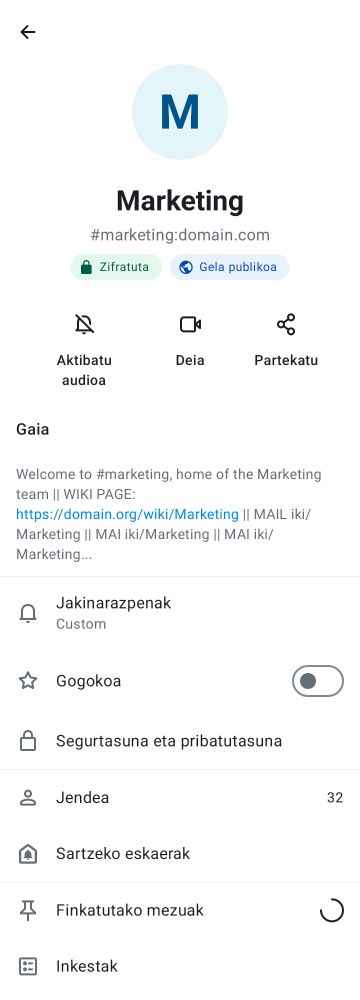 M
Marketing
#marketing:domain.com
Zifratuta
Gela publikoa
Aktibatu
audioa
Deia
Partekatu
Gaia
Welcome to #marketing, home of the Marketing
team || WIKI PAGE:
https://domain.org/wiki/Marketing || MAIL iki/
Marketing || MAI iki/Marketing || MAI iki/
Marketing...
Jakinarazpenak
Custom
Gogokoa
Segurtasuna eta pribatutasuna
Jendea 32
Sartzeko eskaerak
Finkatutako mezuak
Inkestak